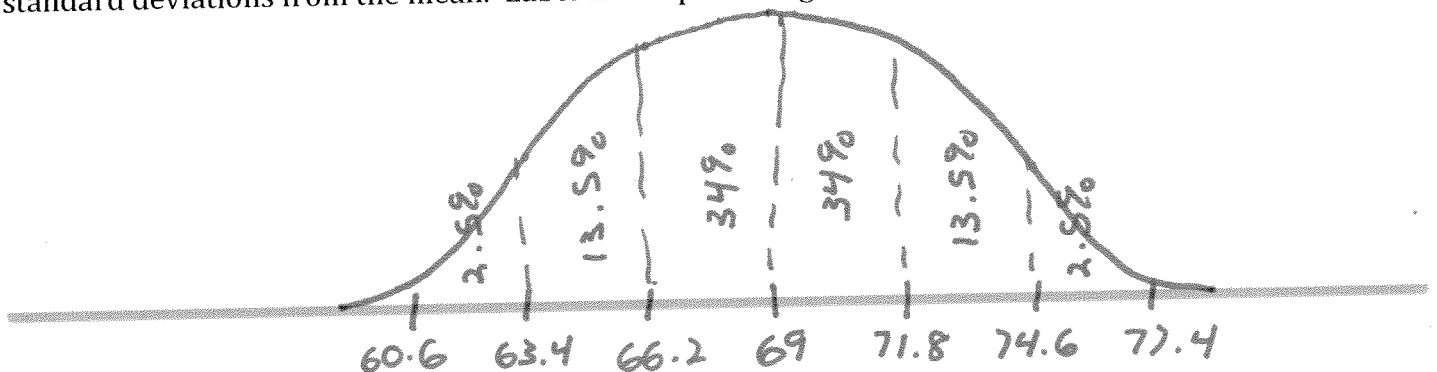 standard deviations from the mean.
2.5% 13.5% 34% 34% 13.5% 2.5%
60.6 63.4 66.2 69 71.8 74.6 77.4